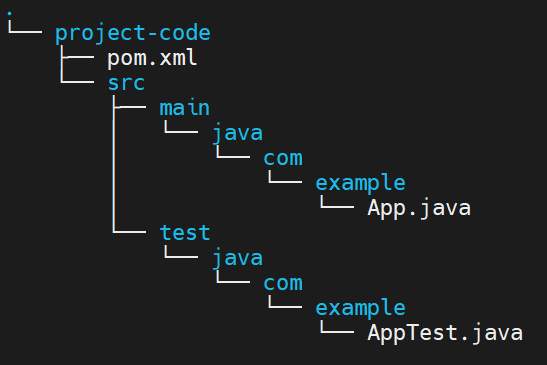 .
└── project-code
    ├── pom.xml
    └── src
        ├── main
        │   └── java
        │       └── com
        │           └── example
        │               └── App.java
        └── test
            └── java
                └── com
                    └── example
                        └── AppTest.java